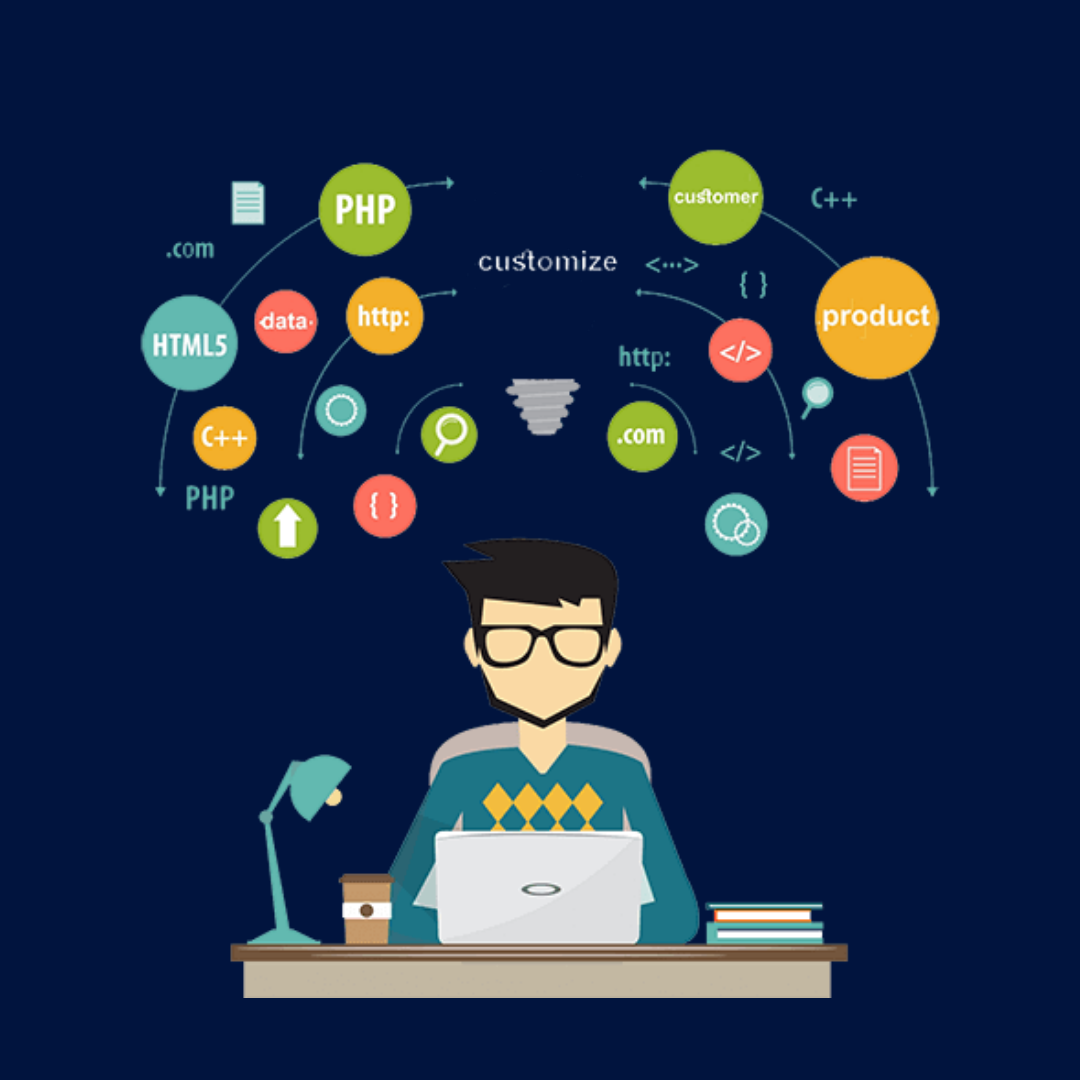 PHP
customer
C++
.com
customize
<···>
{ }
HTML5
data
http:
product
http:
</>
C++
.com
</>
PHP
{ }